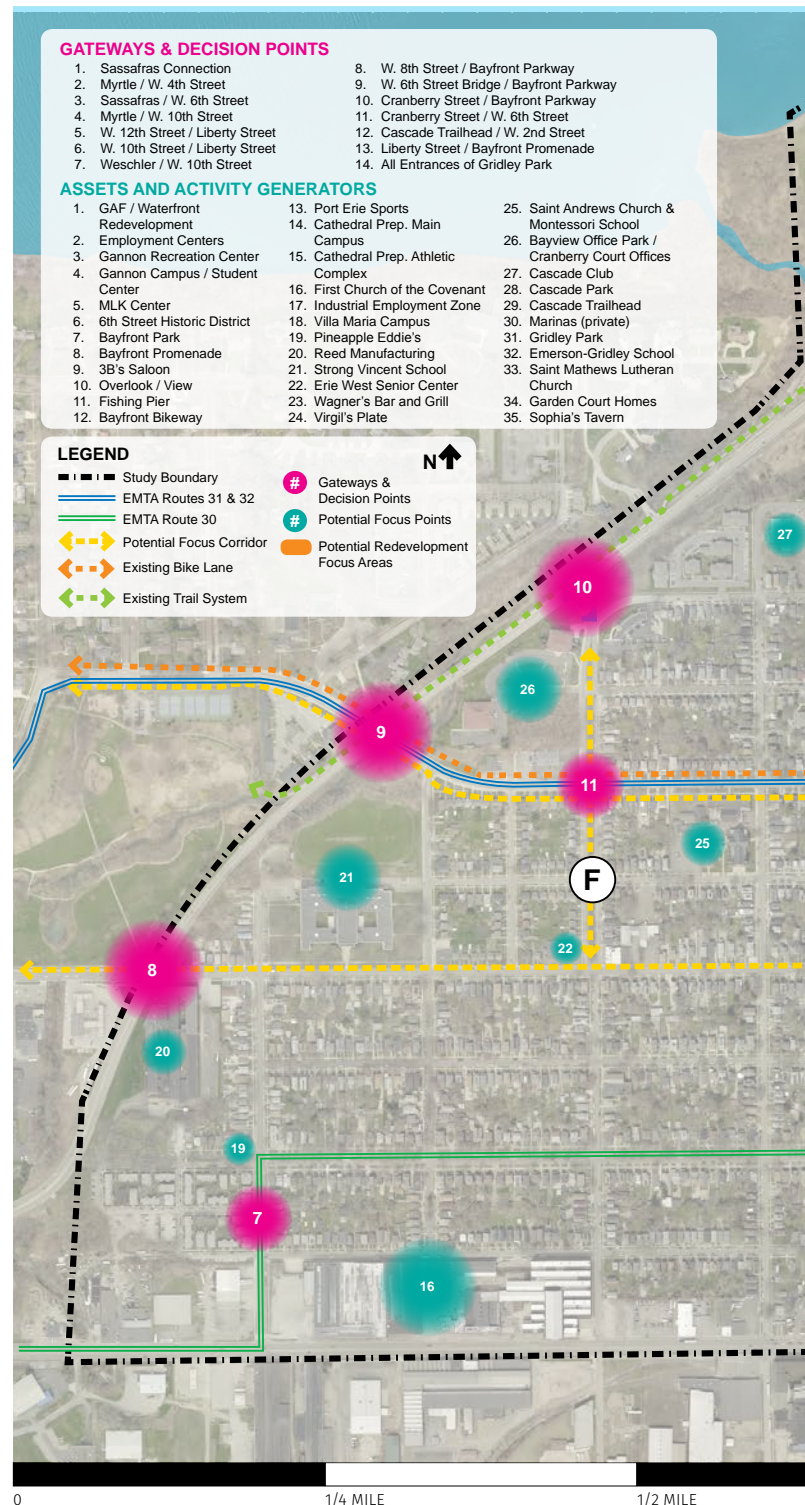 GATEWAYS & DECISION POINTS
1. Sassafras Connection
2. Myrtle / W. 4th Street
3. Sassafras / W. 6th Street
4. Myrtle / W. 10th Street
5. W. 12th Street / Liberty Street
6. W. 10th Street / Liberty Street
7. Weschler / W. 10th Street
8. W. 8th Street / Bayfront Parkway
9. W. 6th Street Bridge / Bayfront Parkway
10. Cranberry Street / Bayfront Parkway
11. Cranberry Street / W. 6th Street
12. Cascade Trailhead / W. 2nd Street
13. Liberty Street / Bayfront Promenade
14. All Entrances of Gridley Park
ASSETS AND ACTIVITY GENERATORS
1. GAF / Waterfront
Redevelopment
2. Employment Centers
3. Gannon Recreation Center
4. Gannon Campus / Student
Center
5. MLK Center
6. 6th Street Historic District
7. Bayfront Park
8. Bayfront Promenade
9. 3B's Saloon
10. Overlook / View
11. Fishing Pier
12. Bayfront Bikeway
13. Port Erie Sports
14. Cathedral Prep. Main
Campus
15. Cathedral Prep. Athletic
Complex
16. First Church of the Covenant
17. Industrial Employment Zone
18. Villa Maria Campus
19. Pineapple Eddie's
20. Reed Manufacturing
21. Strong Vincent School
22. Erie West Senior Center
23. Wagner's Bar and Grill
24. Virgil's Plate
25. Saint Andrews Church &
Montessori School
26. Bayview Office Park /
Cranberry Court Offices
27. Cascade Club
28. Cascade Park
29. Cascade Trailhead
30. Marinas (private)
31. Gridley Park
32. Emerson-Gridley School
33. Saint Mathews Lutheran
Church
34. Garden Court Homes
35. Sophia's Tavern
LEGEND
N
Study Boundary
EMTA Routes 31 & 32
EMTA Route 30
Potential Focus Corridor
Existing Bike Lane
Existing Trail System
# Gateways &
Decision Points
# Potential Focus Points
Potential Redevelopment
Focus Areas
27
10
26
9
11
25
21
F
22
8
20
19
7
16
0
1/4 MILE
1/2 MILE